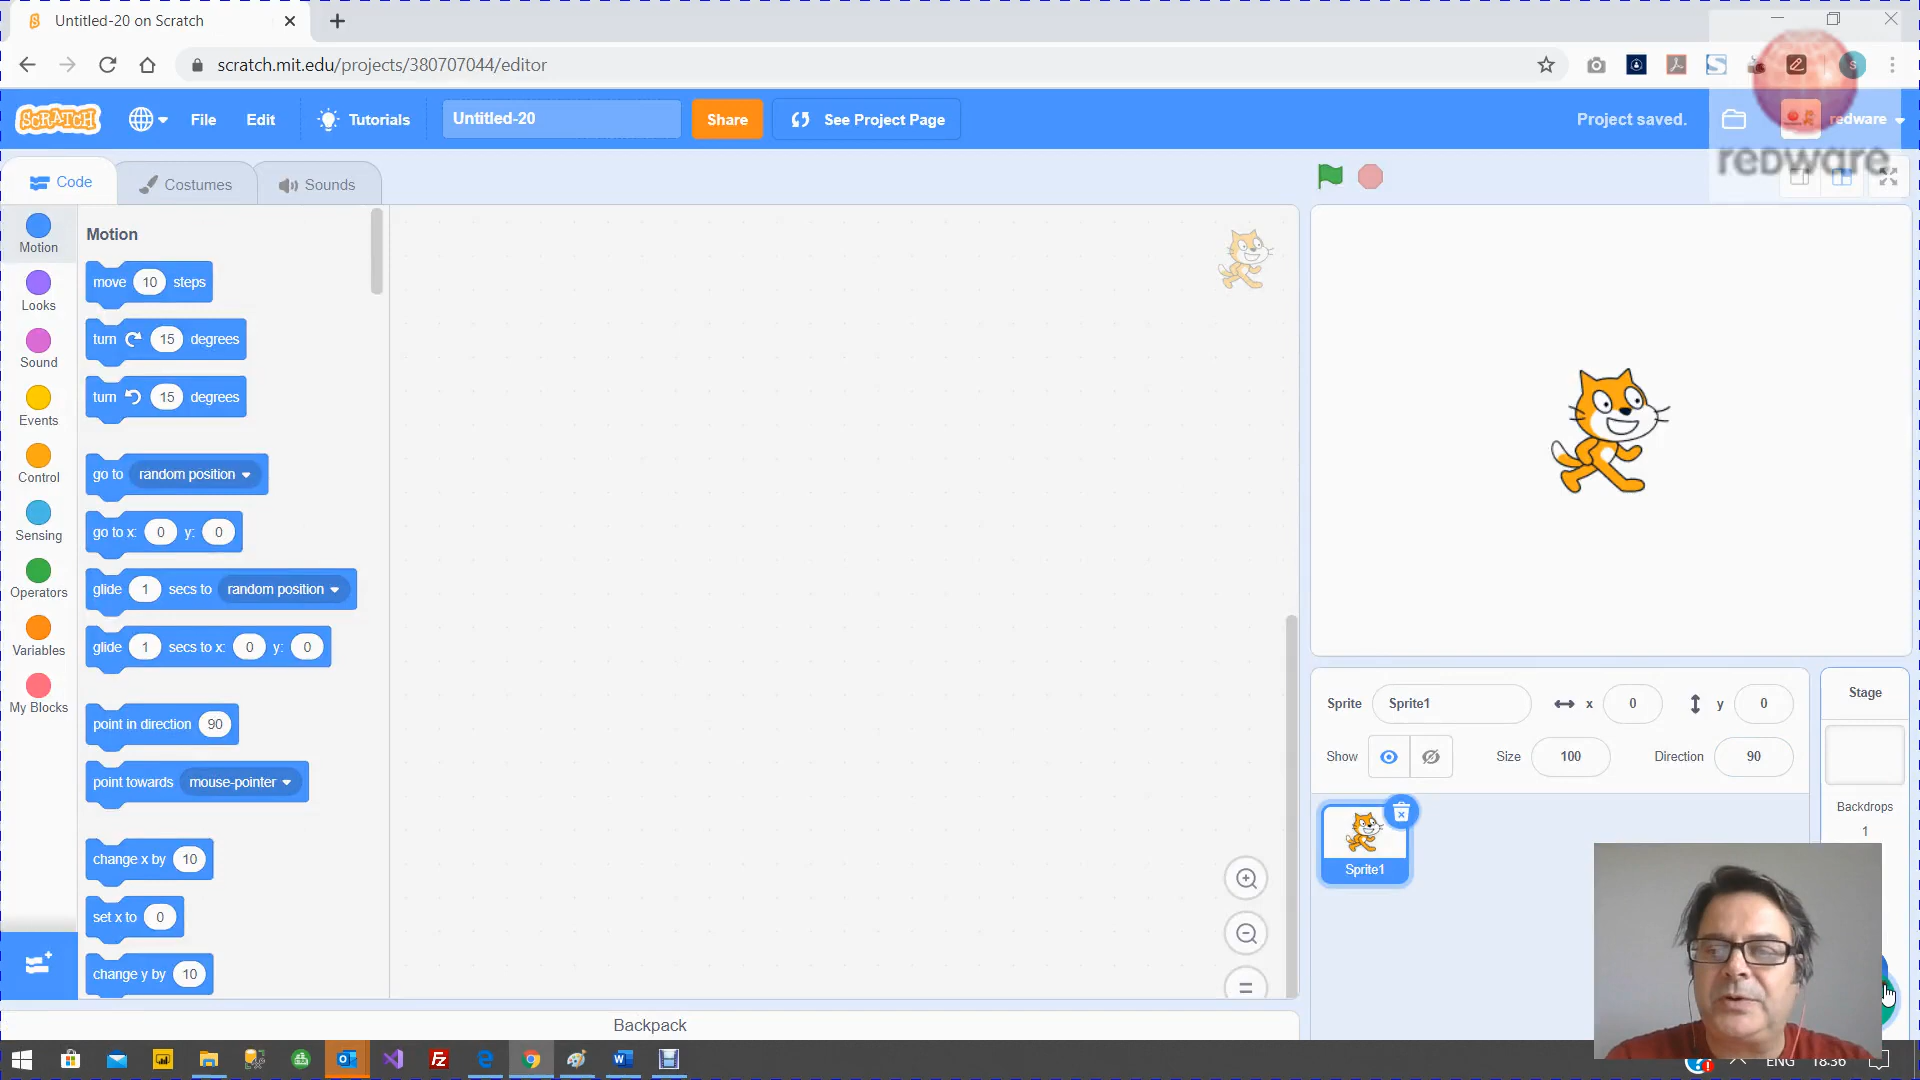 Untitled-20 on Scratch
scratch.mit.edu/projects/380707044/editor
SCRATCH
File
Edit
Tutorials
Untitled-20
Share
See Project Page
Project saved.
redware
redware
Code
Costumes
Sounds
Motion
Looks
Sound
Events
Control
Sensing
Operators
Variables
My Blocks
Motion
move 10 steps
turn 15 degrees
turn 15 degrees
go to random position
go to x: 0 y: 0
glide 1 secs to random position
glide 1 secs to x: 0 y: 0
point in direction 90
point towards mouse-pointer
change x by 10
set x to 0
change y by 10
Sprite Sprite1 x 0 y 0
Show Size 100 Direction 90
Sprite1
Stage
Backdrops
1
Backpack
ENG 18:36